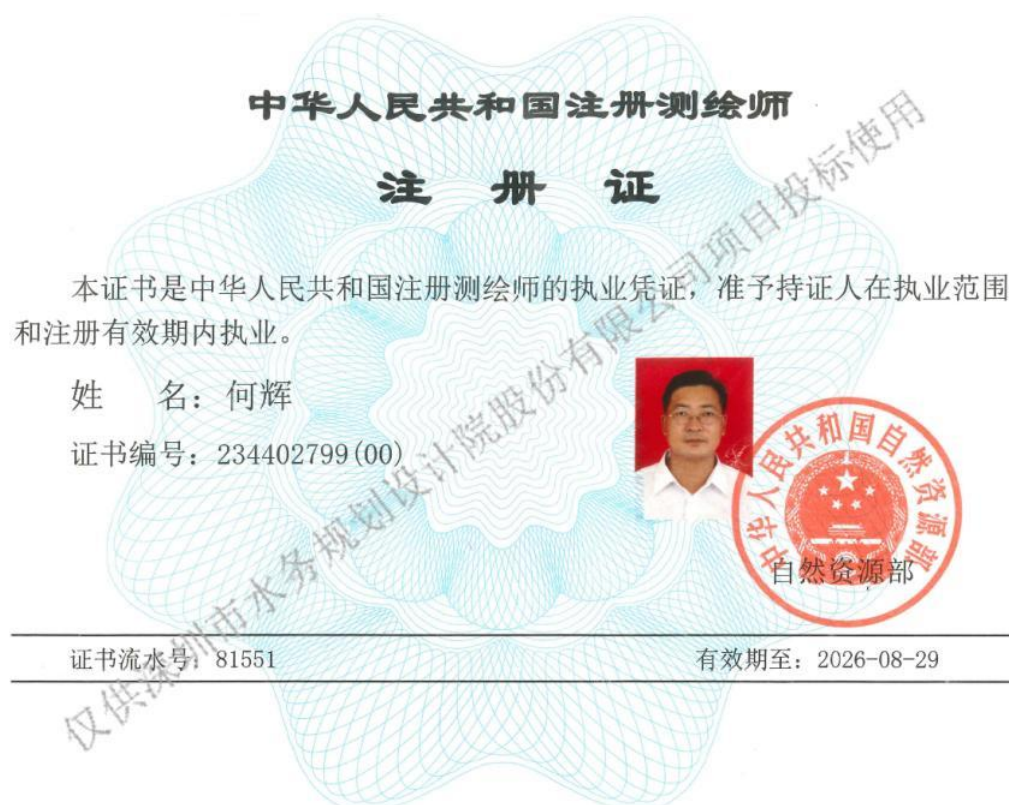 中华人民共和国注册测绘师
注 册 证
本证书是中华人民共和国注册测绘师的执业凭证，准予持证人在执业范围
和注册有效期内执业。
姓 名：何辉
证书编号：234402799(00)
中华人民共和国自然资源部
自然资源部
证书流水号：81551 有效期至：2026-08-29
仅供深圳市水务规划设计院股份有限公司项目投标使用